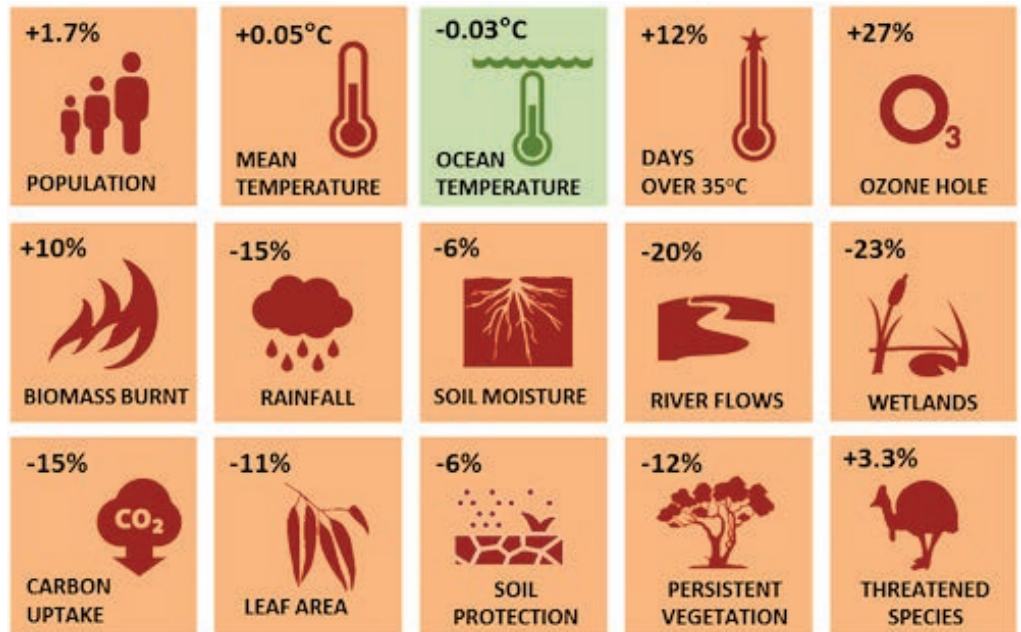 +1.7%
POPULATION
+0.05°C
MEAN
TEMPERATURE
-0.03°C
OCEAN
TEMPERATURE
+12%
DAYS
OVER 35°C
+27%
O3
OZONE HOLE
+10%
BIOMASS BURNT
-15%
RAINFALL
-6%
SOIL MOISTURE
-20%
RIVER FLOWS
-23%
WETLANDS
-15%
CO₂
CARBON
UPTAKE
-11%
LEAF AREA
-6%
SOIL
PROTECTION
-12%
PERSISTENT
VEGETATION
+3.3%
THREATENED
SPECIES